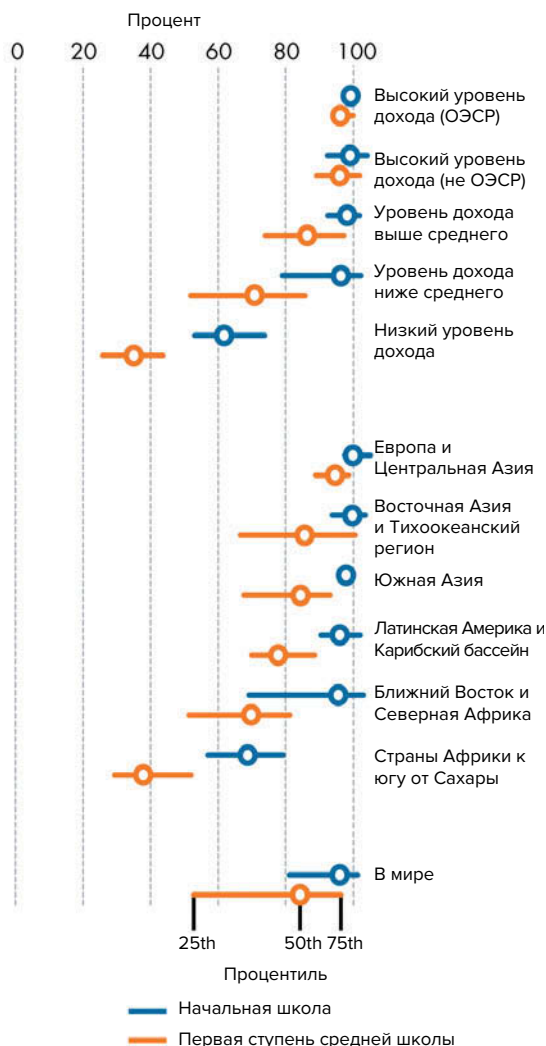 Процент
0 20 40 60 80 100
Высокий уровень
дохода (ОЭСР)
Высокий уровень
дохода (не ОЭСР)
Уровень дохода
выше среднего
Уровень дохода
ниже среднего
Низкий уровень
дохода
Европа и
Центральная Азия
Восточная Азия
и Тихоокеанский
регион
Южная Азия
Латинская Америка и
Карибский бассейн
Ближний Восток и
Северная Африка
Страны Африки к
югу от Сахары
В мире
25th 50th 75th
Процентиль
Начальная школа
Первая ступень средней школы